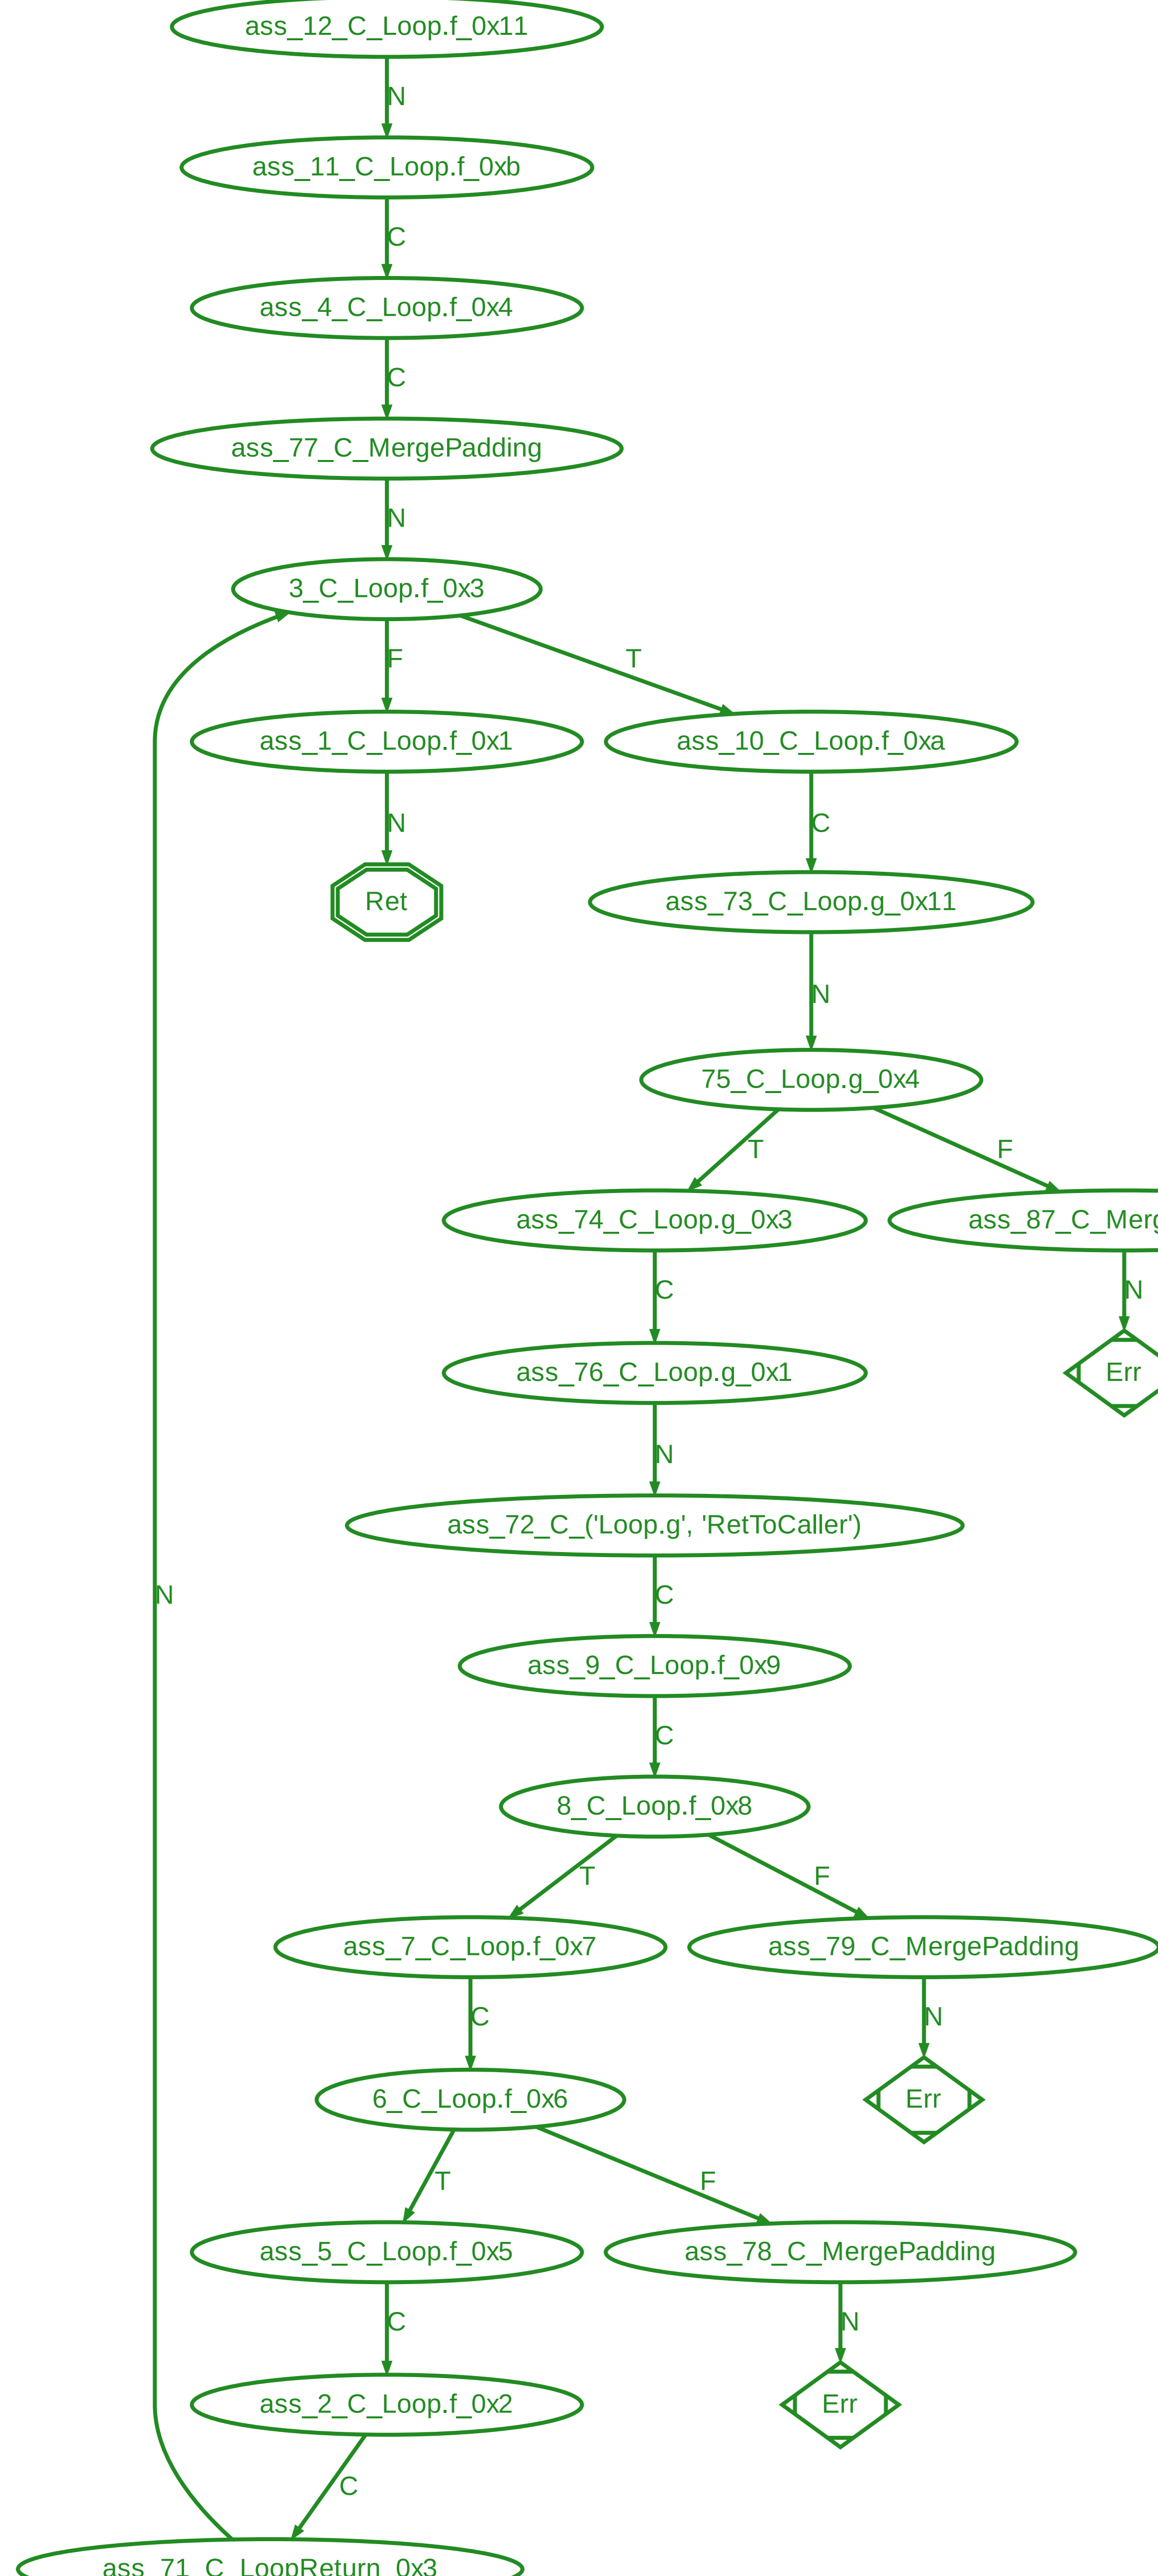 ass_12_C_Loop.f_0x11
N
ass_11_C_Loop.f_0xb
C
ass_4_C_Loop.f_0x4
C
ass_77_C_MergePadding
N
3_C_Loop.f_0x3
F
T
ass_1_C_Loop.f_0x1
ass_10_C_Loop.f_0xa
N
C
Ret
ass_73_C_Loop.g_0x11
N
75_C_Loop.g_0x4
T
F
ass_74_C_Loop.g_0x3
ass_87_C_Merg
C
N
ass_76_C_Loop.g_0x1
Err
N
ass_72_C_('Loop.g', 'RetToCaller')
N
C
ass_9_C_Loop.f_0x9
C
8_C_Loop.f_0x8
T
F
ass_7_C_Loop.f_0x7
ass_79_C_MergePadding
C
N
6_C_Loop.f_0x6
Err
T
F
ass_5_C_Loop.f_0x5
ass_78_C_MergePadding
C
N
ass_2_C_Loop.f_0x2
Err
C
ass_71_C_LoopReturn_0x3